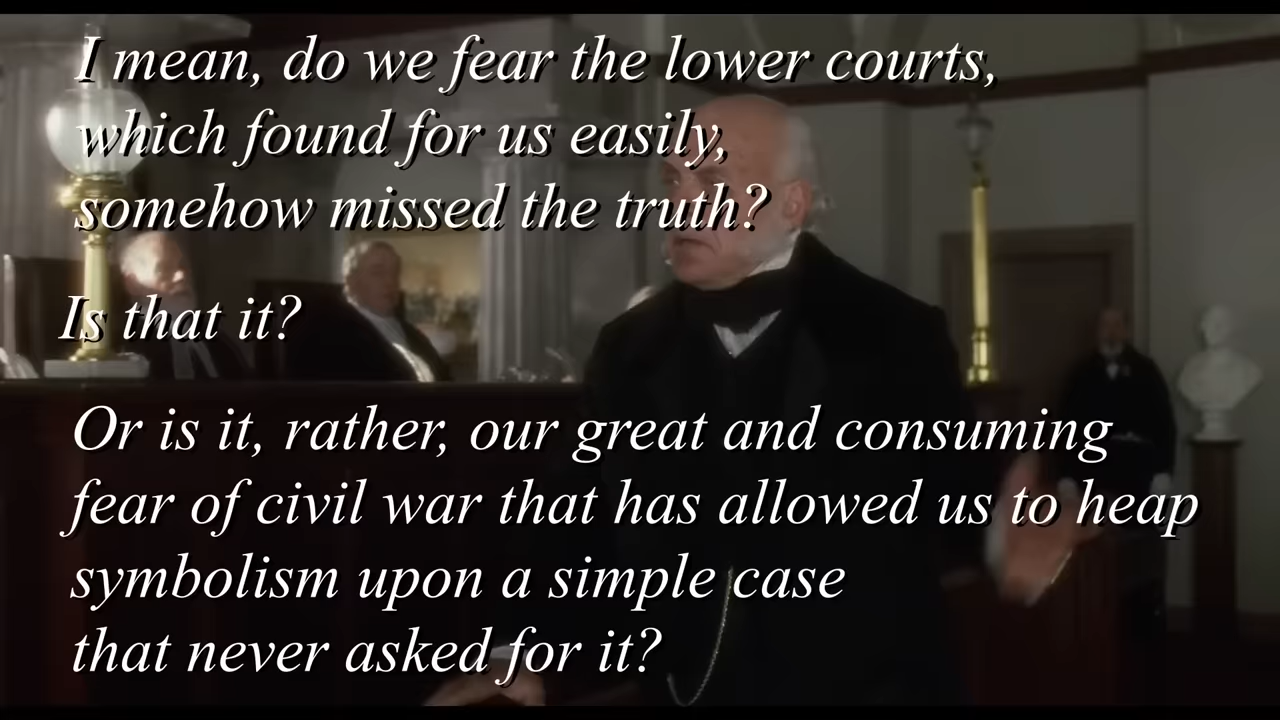 I mean, do we fear the lower courts,
which found for us easily,
somehow missed the truth?
Is that it?
Or is it, rather, our great and consuming
fear of civil war that has allowed us to heap
symbolism upon a simple case
that never asked for it?